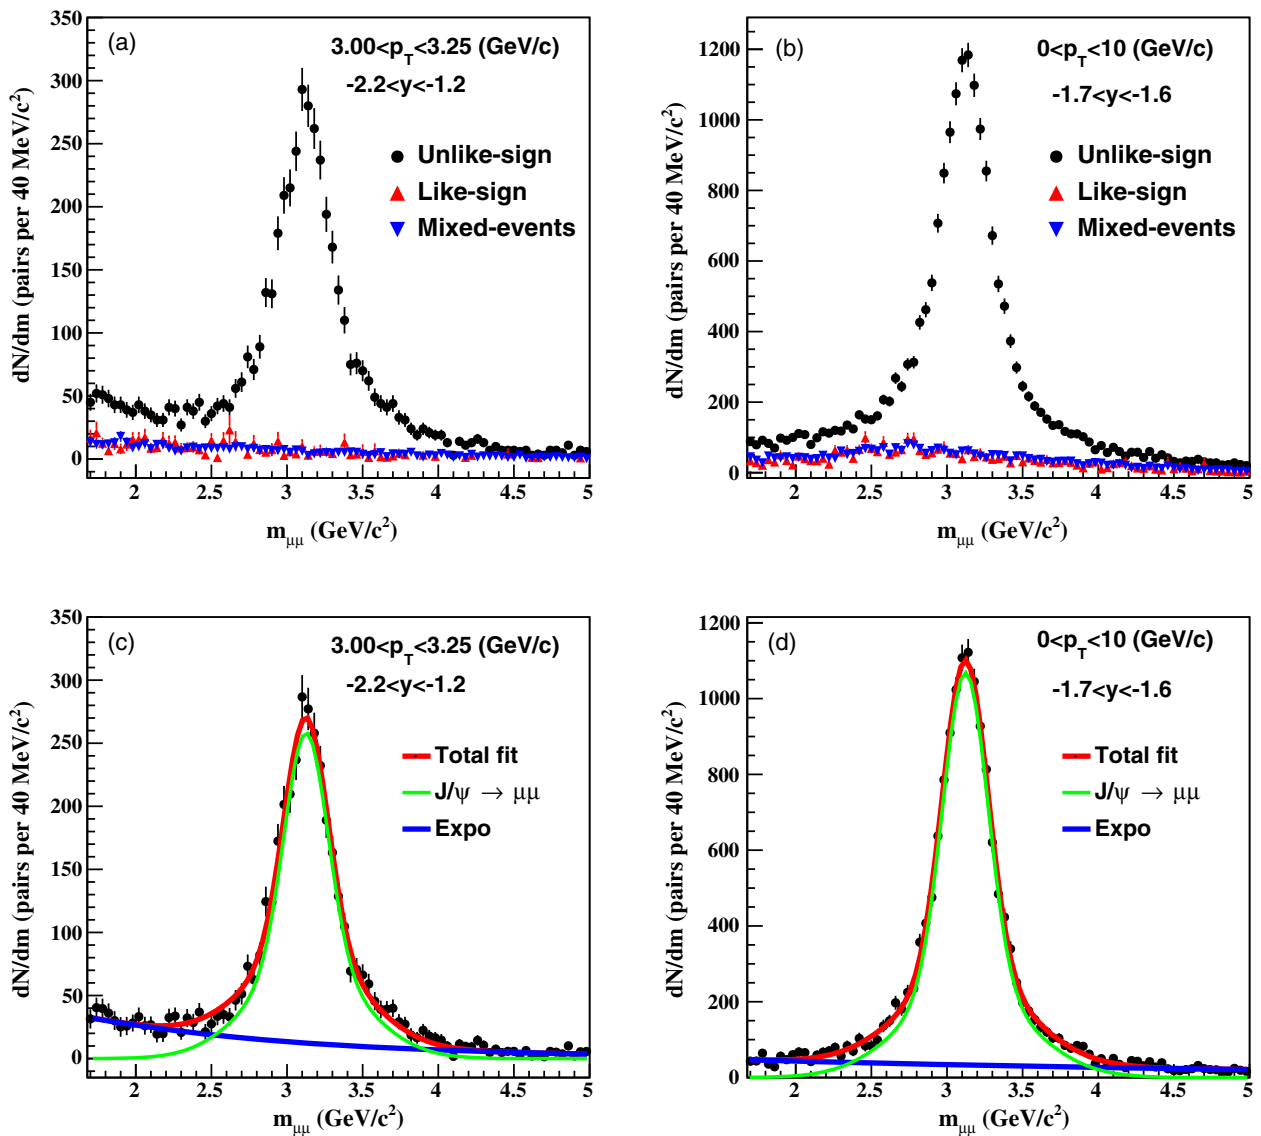 (a)
3.00<p_T<3.25 (GeV/c)
-2.2<y<-1.2
Unlike-sign
Like-sign
Mixed-events
dN/dm (pairs per 40 MeV/c²)
350
300
250
200
150
100
50
0
2 2.5 3 3.5 4 4.5 5
m_μμ (GeV/c²)
(b)
0<p_T<10 (GeV/c)
-1.7<y<-1.6
Unlike-sign
Like-sign
Mixed-events
dN/dm (pairs per 40 MeV/c²)
1200
1000
800
600
400
200
0
2 2.5 3 3.5 4 4.5 5
m_μμ (GeV/c²)
(c)
3.00<p_T<3.25 (GeV/c)
-2.2<y<-1.2
Total fit
J/ψ → μμ
Expo
dN/dm (pairs per 40 MeV/c²)
350
300
250
200
150
100
50
0
2 2.5 3 3.5 4 4.5 5
m_μμ (GeV/c²)
(d)
0<p_T<10 (GeV/c)
-1.7<y<-1.6
Total fit
J/ψ → μμ
Expo
dN/dm (pairs per 40 MeV/c²)
1200
1000
800
600
400
200
0
2 2.5 3 3.5 4 4.5 5
m_μμ (GeV/c²)